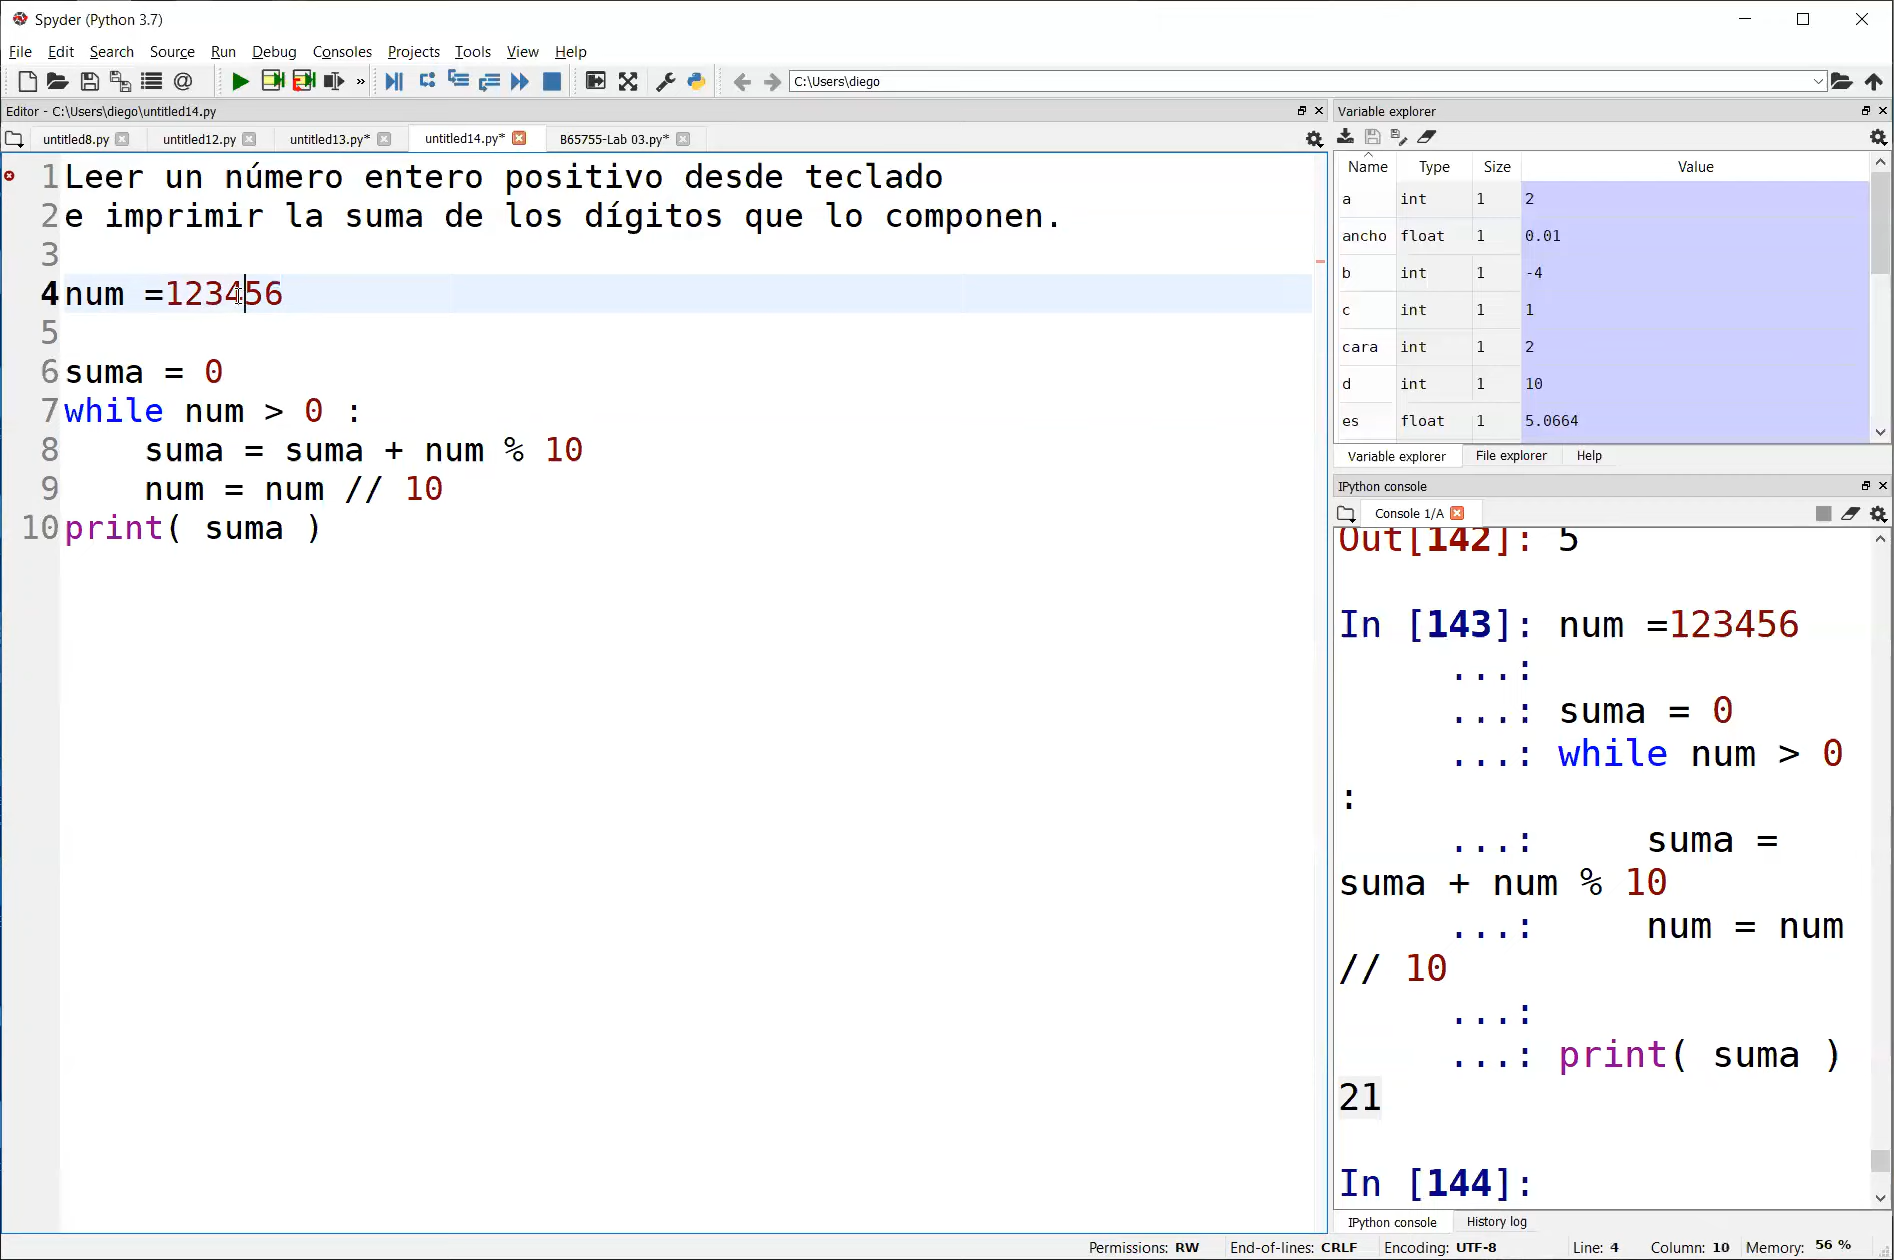 Spyder (Python 3.7)
File Edit Search Source Run Debug Consoles Projects Tools View Help
C:\Users\diego
Editor - C:\Users\diego\untitled14.py
untitled8.py untitled12.py untitled13.py* untitled14.py* B65755-Lab 03.py*
1 Leer un número entero positivo desde teclado
2 e imprimir la suma de los dígitos que lo componen.
3
4 num =123456
5
6 suma = 0
7 while num > 0 :
8     suma = suma + num % 10
9     num = num // 10
10 print( suma )
Variable explorer
Name Type Size Value
a int 1 2
ancho float 1 0.01
b int 1 -4
c int 1 1
cara int 1 2
d int 1 10
es float 1 5.0664
Variable explorer File explorer Help
IPython console
Console 1/A
Out[142]: 5
In [143]: num =123456
...:
...: suma = 0
...: while num > 0
:
...:     suma =
suma + num % 10
...:     num = num
// 10
...:
...: print( suma )
21
In [144]:
IPython console History log
Permissions: RW End-of-lines: CRLF Encoding: UTF-8 Line: 4 Column: 10 Memory: 56 %